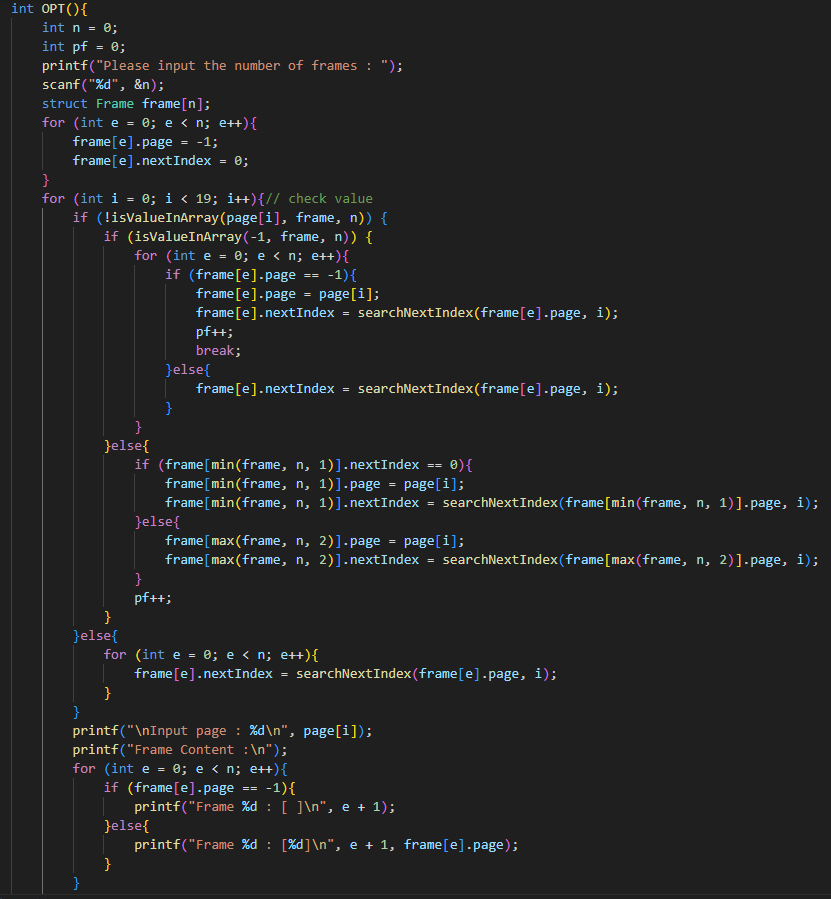 int OPT(){
    int n = 0;
    int pf = 0;
    printf("Please input the number of frames : ");
    scanf("%d", &n);
    struct Frame frame[n];
    for (int e = 0; e < n; e++){
        frame[e].page = -1;
        frame[e].nextIndex = 0;
    }
    for (int i = 0; i < 19; i++){// check value
        if (!isValueInArray(page[i], frame, n)) {
            if (isValueInArray(-1, frame, n)) {
                for (int e = 0; e < n; e++){
                    if (frame[e].page == -1){
                        frame[e].page = page[i];
                        frame[e].nextIndex = searchNextIndex(frame[e].page, i);
                        pf++;
                        break;
                    }else{
                        frame[e].nextIndex = searchNextIndex(frame[e].page, i);
                    }
                }
            }else{
                if (frame[min(frame, n, 1)].nextIndex == 0){
                    frame[min(frame, n, 1)].page = page[i];
                    frame[min(frame, n, 1)].nextIndex = searchNextIndex(frame[min(frame, n, 1)].page, i);
                }else{
                    frame[max(frame, n, 2)].page = page[i];
                    frame[max(frame, n, 2)].nextIndex = searchNextIndex(frame[max(frame, n, 2)].page, i);
                }
                pf++;
            }
        }else{
            for (int e = 0; e < n; e++){
                frame[e].nextIndex = searchNextIndex(frame[e].page, i);
            }
        }
        printf("\nInput page : %d\n", page[i]);
        printf("Frame Content :\n");
        for (int e = 0; e < n; e++){
            if (frame[e].page == -1){
                printf("Frame %d : [ ]\n", e + 1);
            }else{
                printf("Frame %d : [%d]\n", e + 1, frame[e].page);
            }
        }